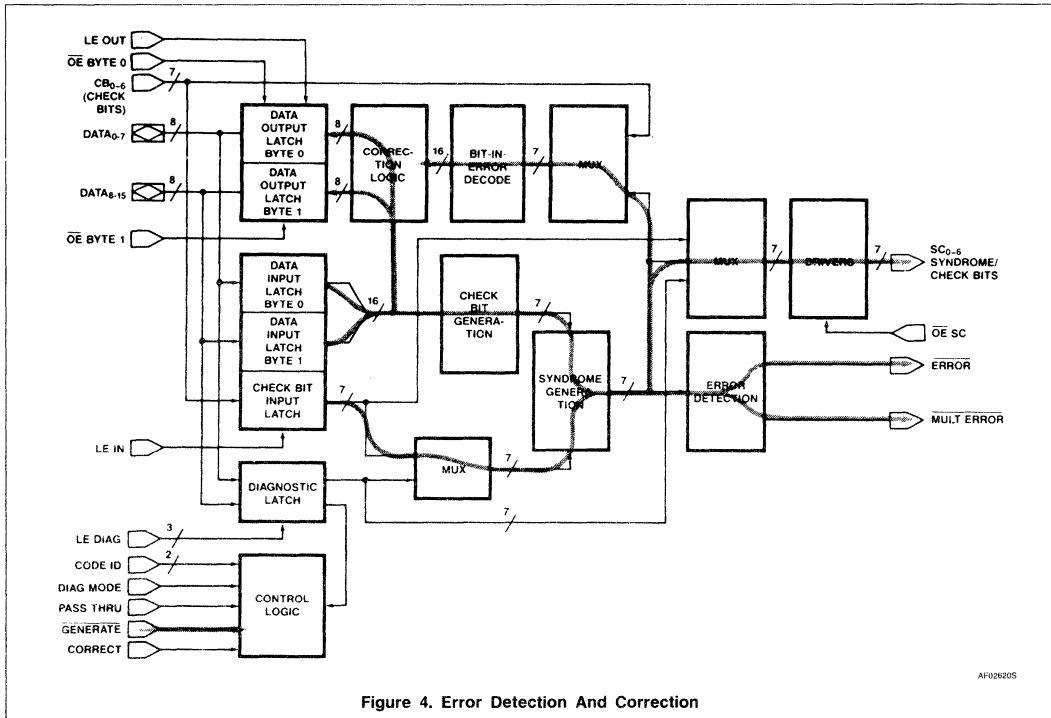 LE OUT
OE BYTE 0
7
CB0-6
(CHECK
BITS)
DATA0-7
8
DATA8-15
8
OE BYTE 1
DATA
OUTPUT
LATCH
BYTE 0
DATA
OUTPUT
LATCH
BYTE 1
8
8
CORREC-
TION
LOGIC
16
BIT-IN-
ERROR
DECODE
7
MUX
DATA
INPUT
LATCH
BYTE 0
DATA
INPUT
LATCH
BYTE 1
CHECK BIT
INPUT
LATCH
16
CHECK
BIT
GENERA-
TION
7
7
SYNDROME
GENERA-
TION
7
MUX
7
MUX
7
DRIVERS
7
SC0-6
SYNDROME/
CHECK BITS
OE SC
ERROR
DETECTION
ERROR
MULT ERROR
LE IN
DIAGNOSTIC
LATCH
7
LE DIAG
3
CODE ID
2
DIAG MODE
PASS THRU
GENERATE
CORRECT
CONTROL
LOGIC
AF02620S
Figure 4. Error Detection And Correction